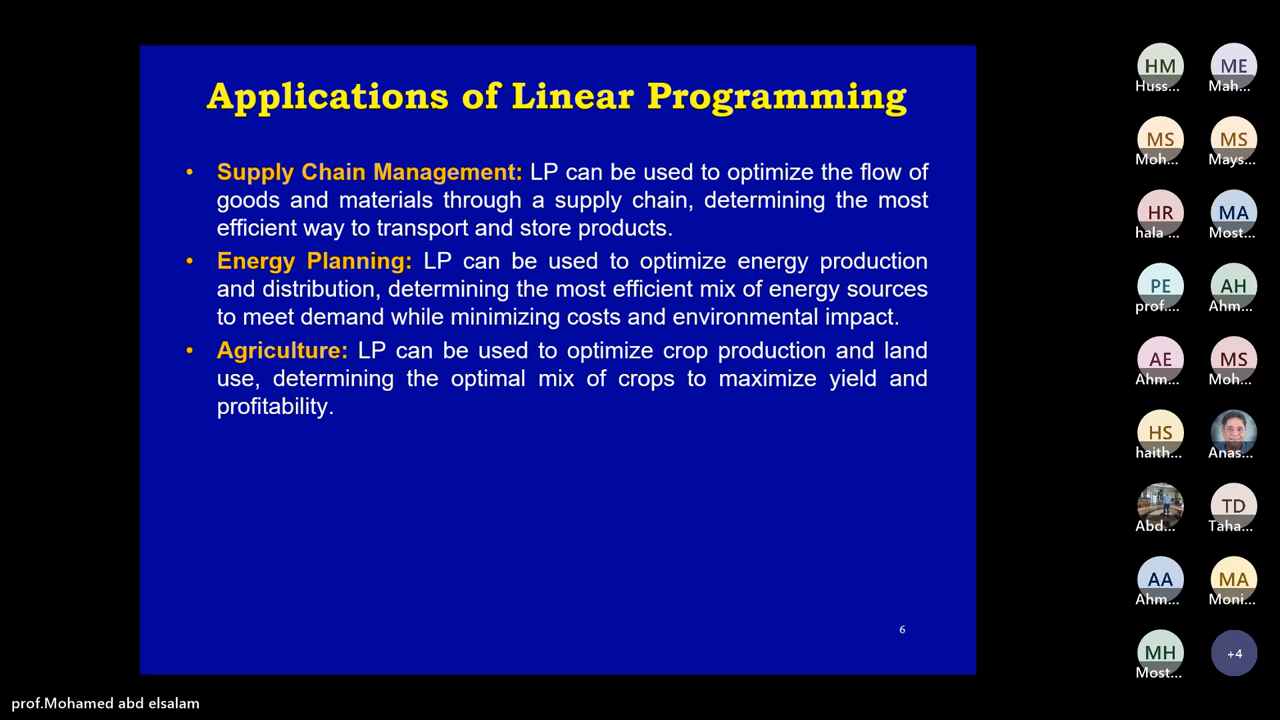 Applications of Linear Programming
• Supply Chain Management: LP can be used to optimize the flow of
goods and materials through a supply chain, determining the most
efficient way to transport and store products.
• Energy Planning: LP can be used to optimize energy production
and distribution, determining the most efficient mix of energy sources
to meet demand while minimizing costs and environmental impact.
• Agriculture: LP can be used to optimize crop production and land
use, determining the optimal mix of crops to maximize yield and
profitability.
6
HM
Huss...
ME
Mah...
MS
Moh...
MS
Mays...
HR
hala ...
MA
Most...
PE
prof....
AH
Ahm...
AE
Ahm...
MS
Moh...
HS
haith...
Anas...
Abd...
TD
Taha...
AA
Ahm...
MA
Moni...
MH
Most...
+4
prof.Mohamed abd elsalam